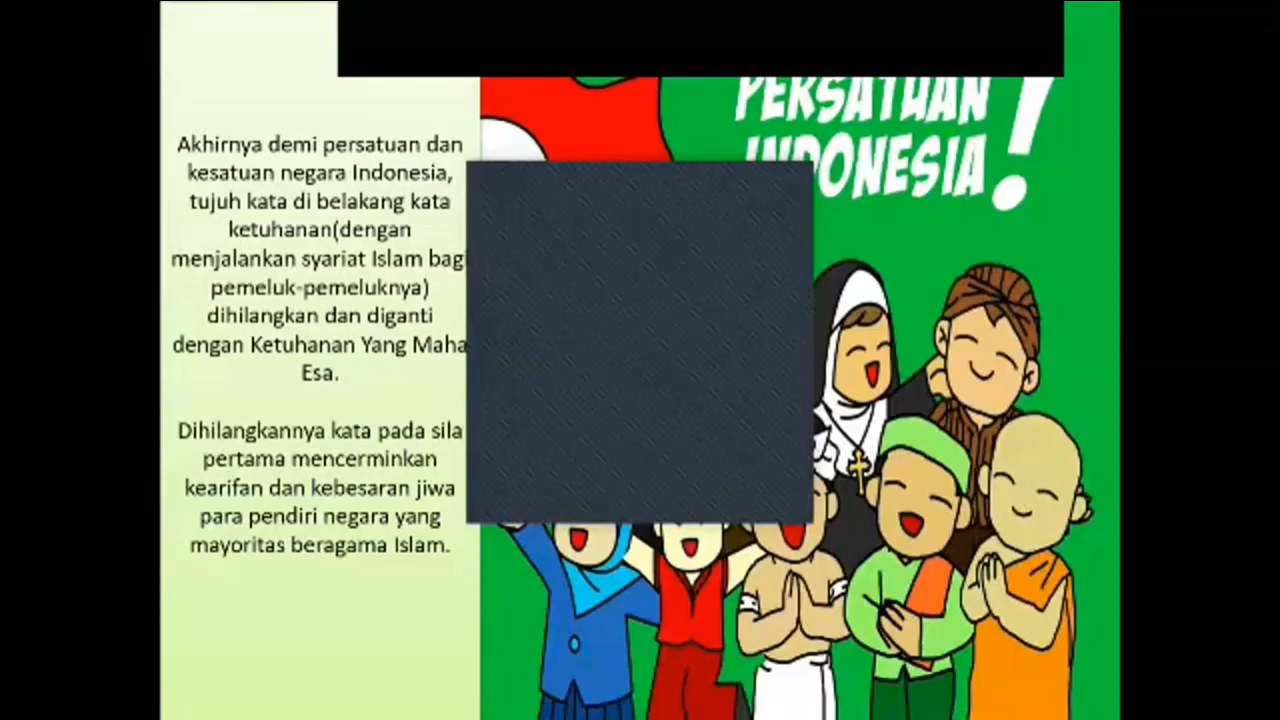 Akhirnya demi persatuan dan
kesatuan negara Indonesia,
tujuh kata di belakang kata
ketuhanan(dengan
menjalankan syariat Islam bagi
pemeluk-pemeluknya)
dihilangkan dan diganti
dengan Ketuhanan Yang Maha
Esa.
Dihilangkannya kata pada sila
pertama mencerminkan
kearifan dan kebesaran jiwa
para pendiri negara yang
mayoritas beragama Islam.
PERSATUAN
INDONESIA!